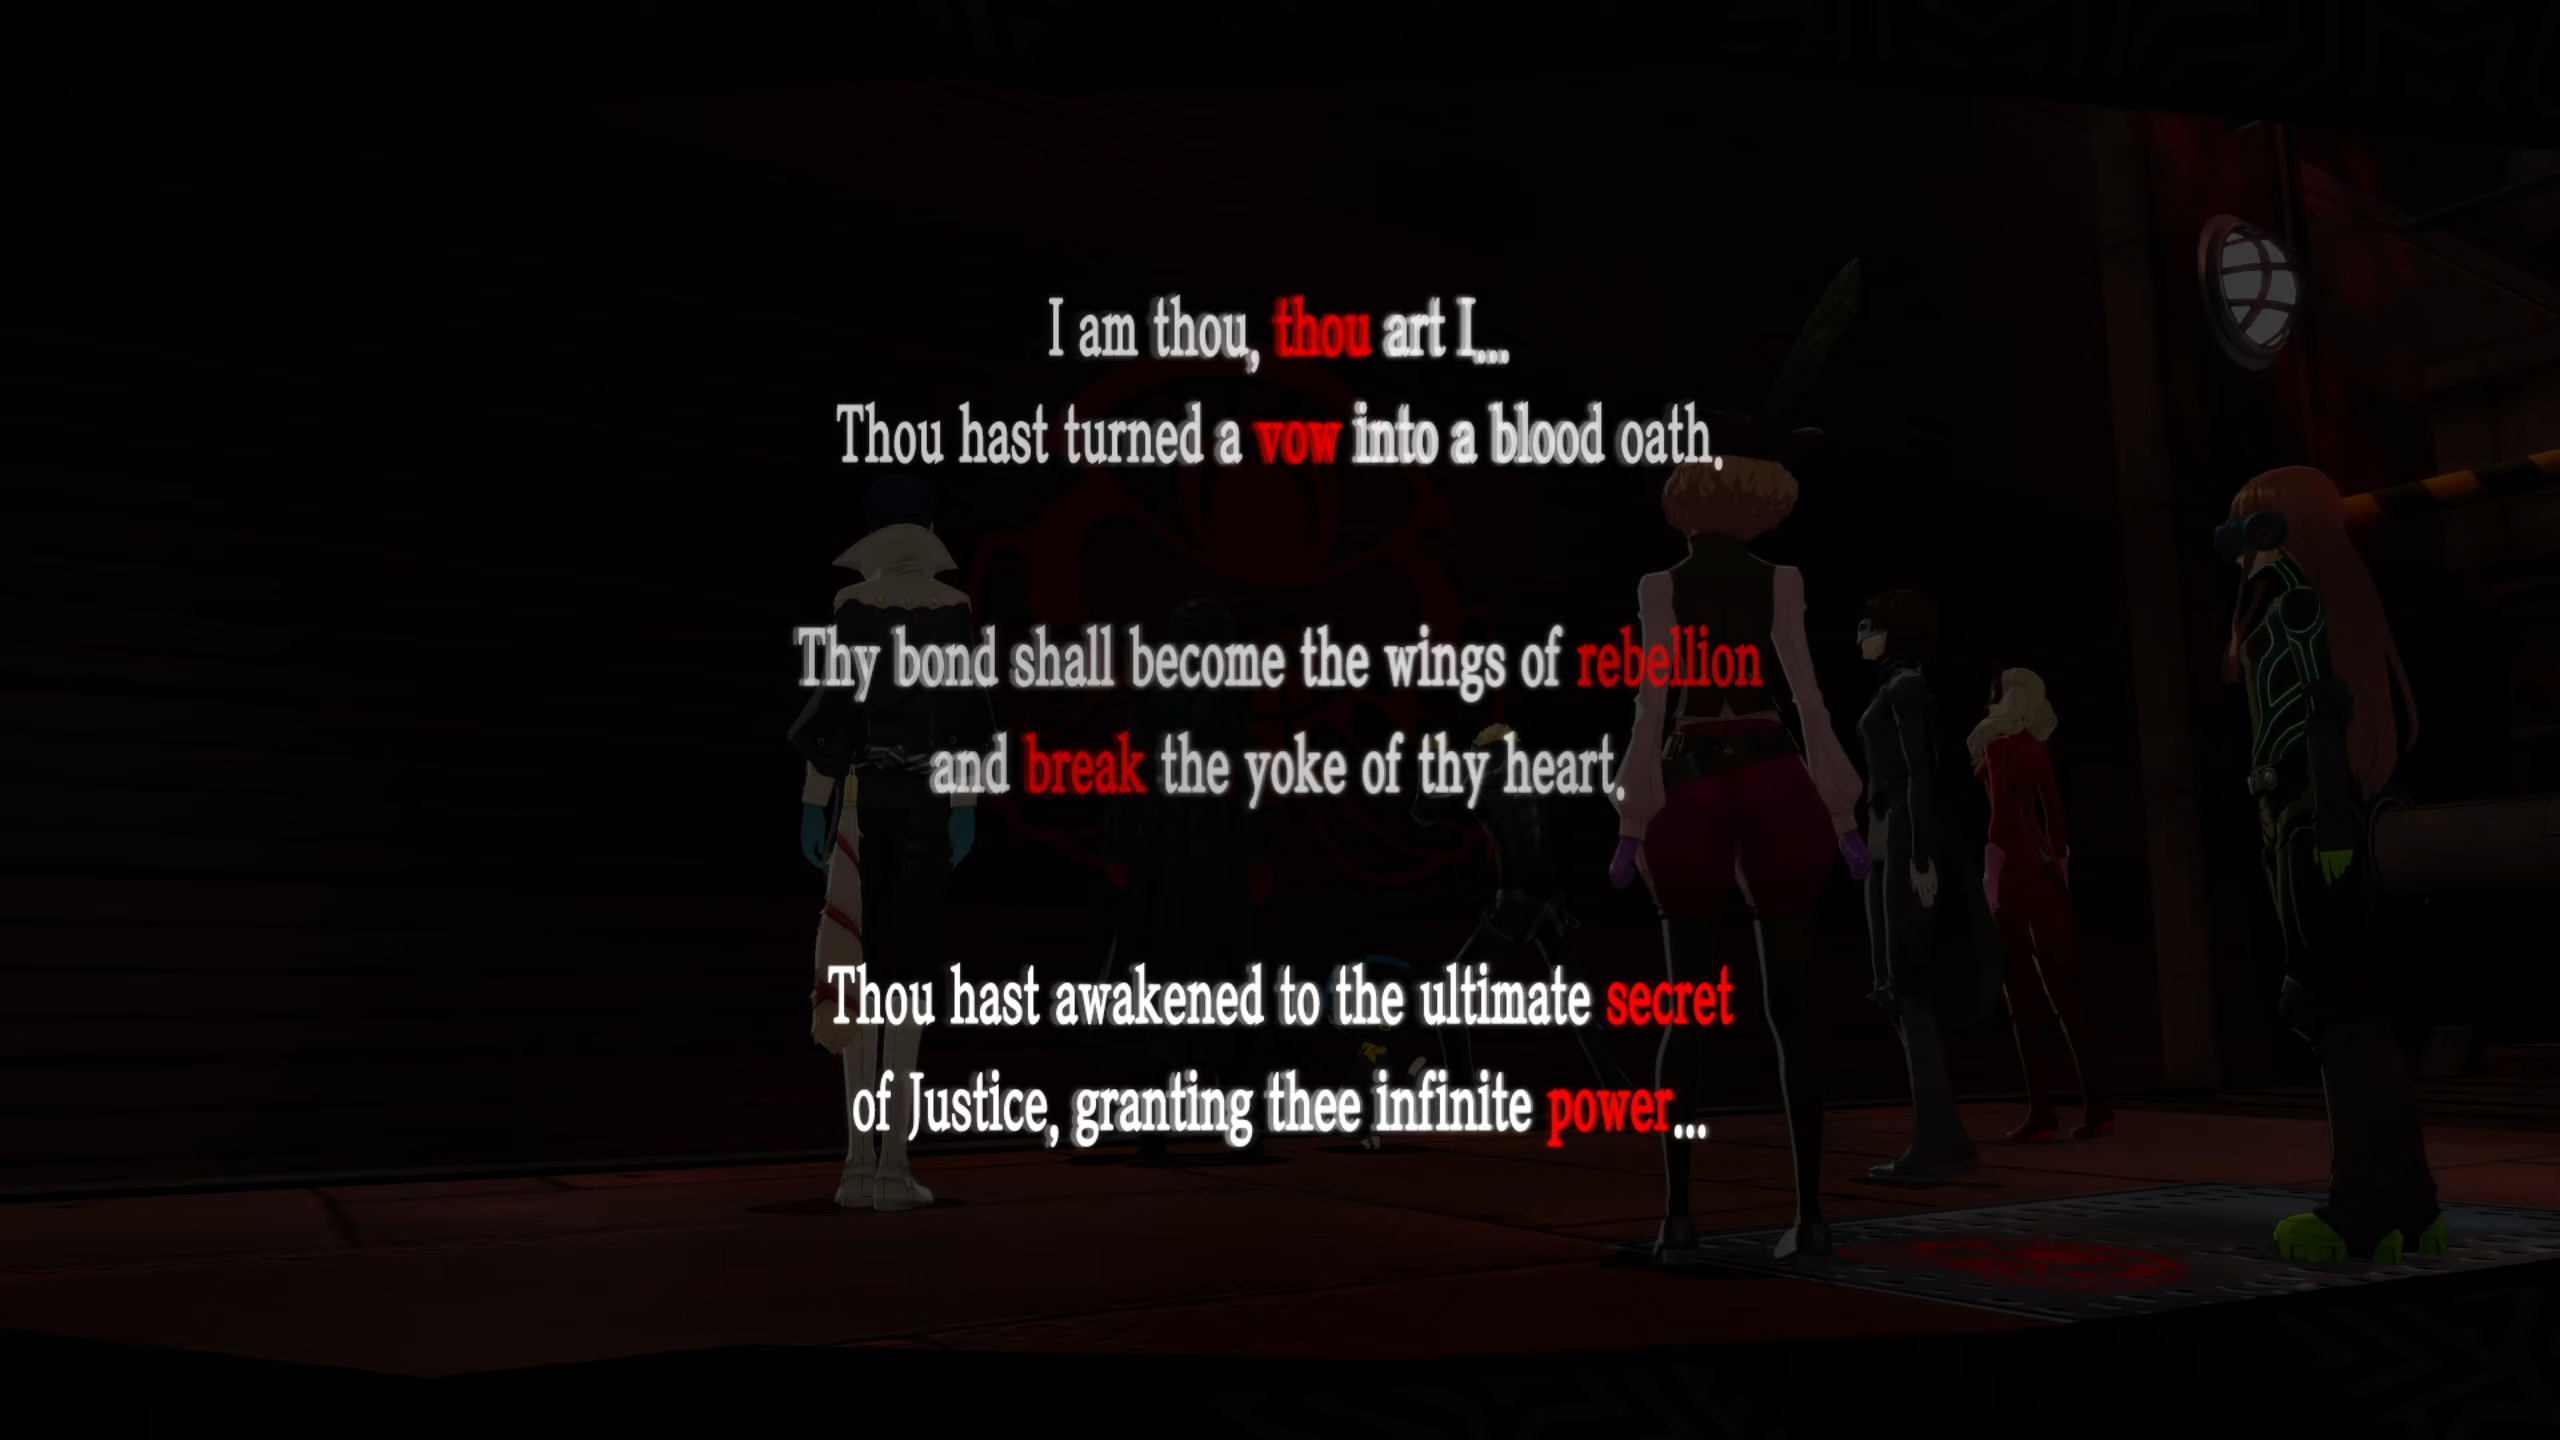 I am thou, thou art I...
Thou hast turned a vow into a blood oath.
Thy bond shall become the wings of rebellion
and break the yoke of thy heart.
Thou hast awakened to the ultimate secret
of Justice, granting thee infinite power...